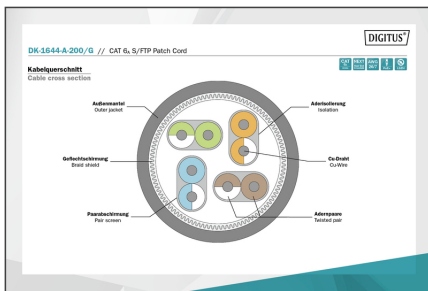 DIGITUS®
DK-1644-A-200/G // CAT 6A S/FTP Patch Cord
Kabelquerschnitt
Cable cross section
Außenmantel
Outer jacket
Aderisolierung
Isolation
Geflechtschirmung
Braid shield
Cu-Draht
Cu-Wire
Paarabschirmung
Pair screen
Aderspaare
Twisted pair